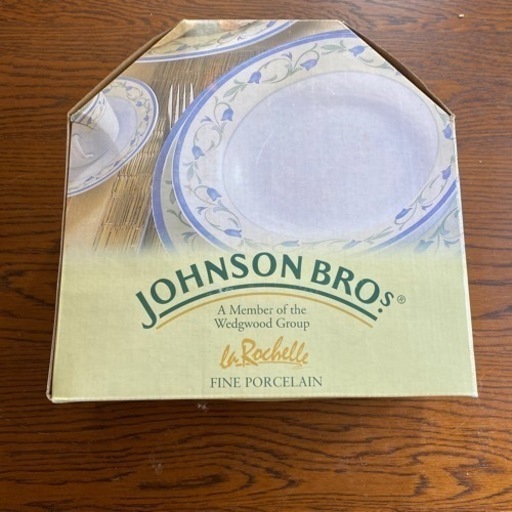 JOHNSON BROS.®
A Member of the
Wedgwood Group
la Rochelle
FINE PORCELAIN